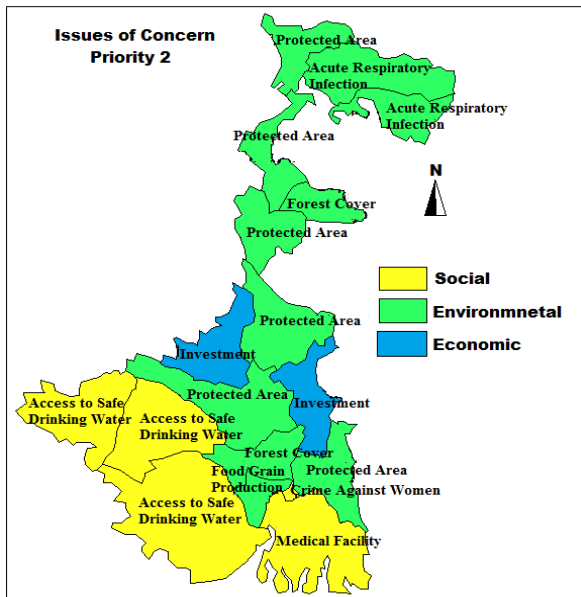 Issues of Concern
Priority 2
Protected Area
Acute Respiratory
Infection
Acute Respiratory
Infection
Protected Area
N
Forest Cover
Protected Area
Social
Environmnetal
Economic
Protected Area
Investment
Protected Area
Investment
Access to Safe
Drinking Water
Access to Safe
Drinking Water
Forest Cover
Food Grain
Production
Protected Area
Crime Against Women
Access to Safe
Drinking Water
Medical Facility